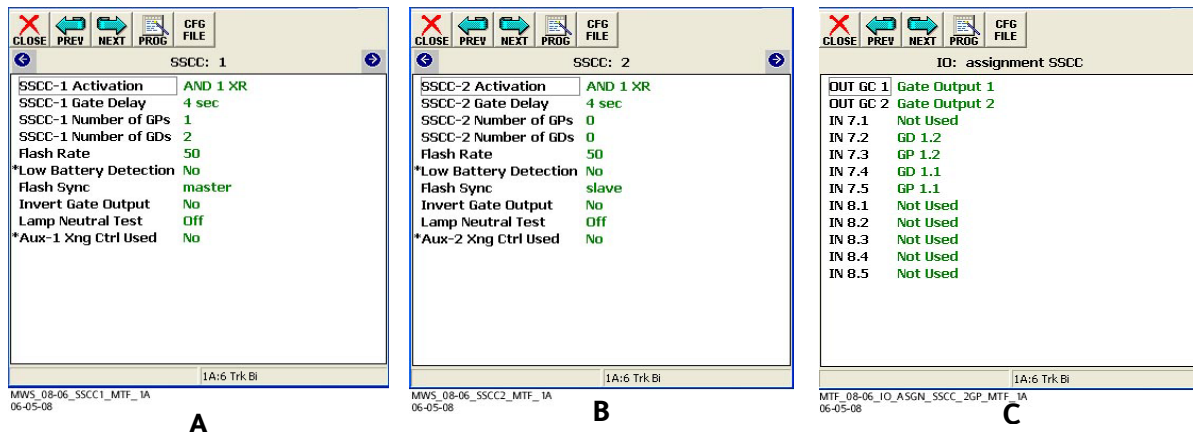 CLOSE PREV NEXT PROG CFG FILE
SSCC: 1
SSCC-1 Activation AND 1 XR
SSCC-1 Gate Delay 4 sec
SSCC-1 Number of GPs 1
SSCC-1 Number of GDs 2
Flash Rate 50
*Low Battery Detection No
Flash Sync master
Invert Gate Output No
Lamp Neutral Test Off
*Aux-1 Xng Ctrl Used No
1A:6 Trk Bi
MWS_08-06_SSCC1_MTF_ 1A
06-05-08
A
CLOSE PREV NEXT PROG CFG FILE
SSCC: 2
SSCC-2 Activation AND 1 XR
SSCC-2 Gate Delay 4 sec
SSCC-2 Number of GPs 0
SSCC-2 Number of GDs 0
Flash Rate 50
*Low Battery Detection No
Flash Sync slave
Invert Gate Output No
Lamp Neutral Test Off
*Aux-2 Xng Ctrl Used No
1A:6 Trk Bi
MWS_08-06_SSCC2_MTF_ 1A
06-05-08
B
CLOSE PREV NEXT PROG CFG FILE
IO: assignment SSCC
OUT GC 1 Gate Output 1
OUT GC 2 Gate Output 2
IN 7.1 Not Used
IN 7.2 GD 1.2
IN 7.3 GP 1.2
IN 7.4 GD 1.1
IN 7.5 GP 1.1
IN 8.1 Not Used
IN 8.2 Not Used
IN 8.3 Not Used
IN 8.4 Not Used
IN 8.5 Not Used
1A:6 Trk Bi
MTF_08-06_IO_ASGN_SSCC_2GP_MTF_1A
06-05-08
C